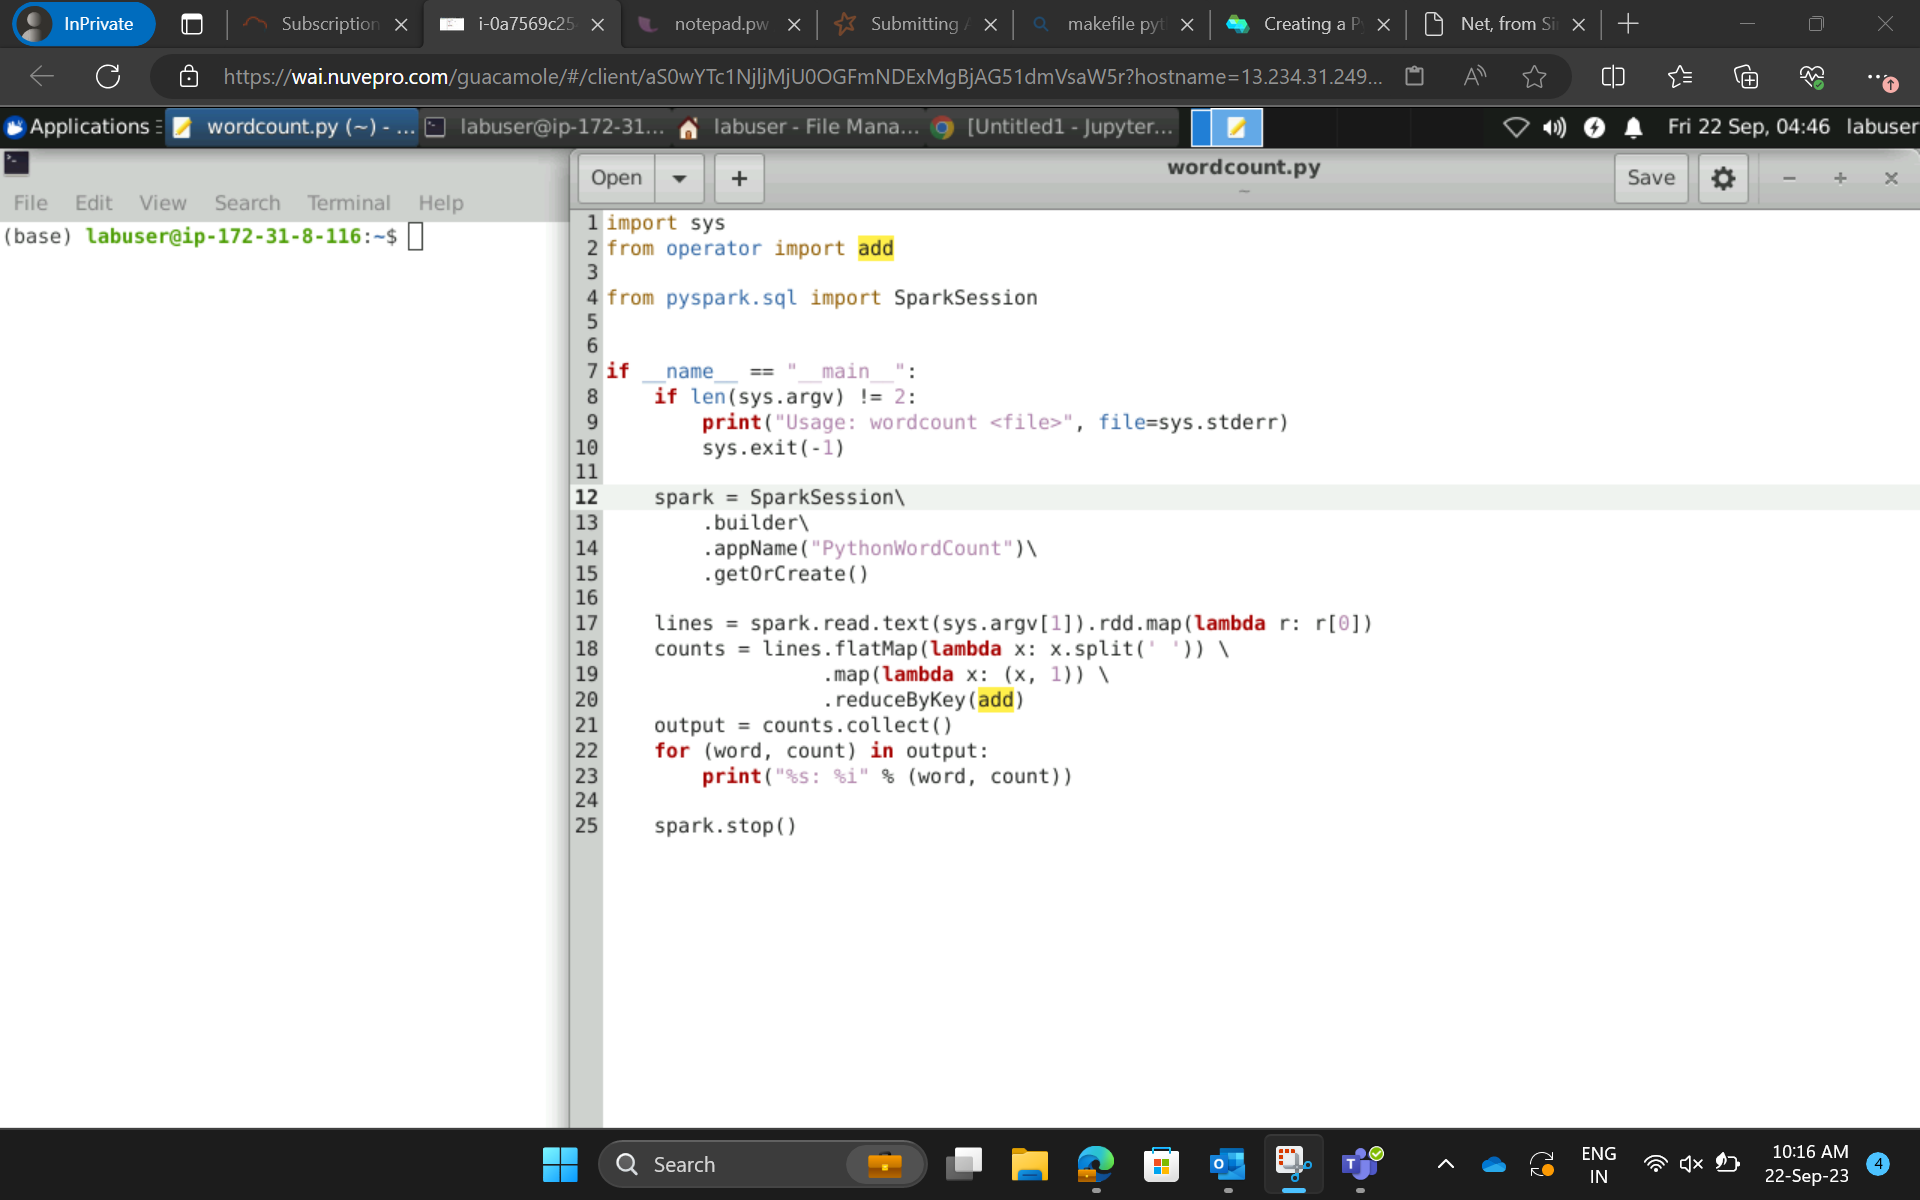 InPrivate
Subscription
i-0a7569c25
notepad.pw
Submitting A
makefile pyt
Creating a P
Net, from Si
https://wai.nuvepro.com/guacamole/#/client/aS0wYTc1NjljMjU0OGFmNDExMgBjAG51dmVsaW5r?hostname=13.234.31.249...
Applications
wordcount.py (~) - ...
labuser@ip-172-31...
labuser - File Mana...
[Untitled1 - Jupyter...
Fri 22 Sep, 04:46 labuser
File Edit View Search Terminal Help
(base) labuser@ip-172-31-8-116:~$
Open
wordcount.py
~
Save
1 import sys
2 from operator import add
3
4 from pyspark.sql import SparkSession
5
6
7 if __name__ == "__main__":
8     if len(sys.argv) != 2:
9         print("Usage: wordcount <file>", file=sys.stderr)
10         sys.exit(-1)
11
12     spark = SparkSession\
13         .builder\
14         .appName("PythonWordCount")\
15         .getOrCreate()
16
17     lines = spark.read.text(sys.argv[1]).rdd.map(lambda r: r[0])
18     counts = lines.flatMap(lambda x: x.split(' ')) \
19                   .map(lambda x: (x, 1)) \
20                   .reduceByKey(add)
21     output = counts.collect()
22     for (word, count) in output:
23         print("%s: %i" % (word, count))
24
25     spark.stop()
Search
ENG
IN
10:16 AM
22-Sep-23
4